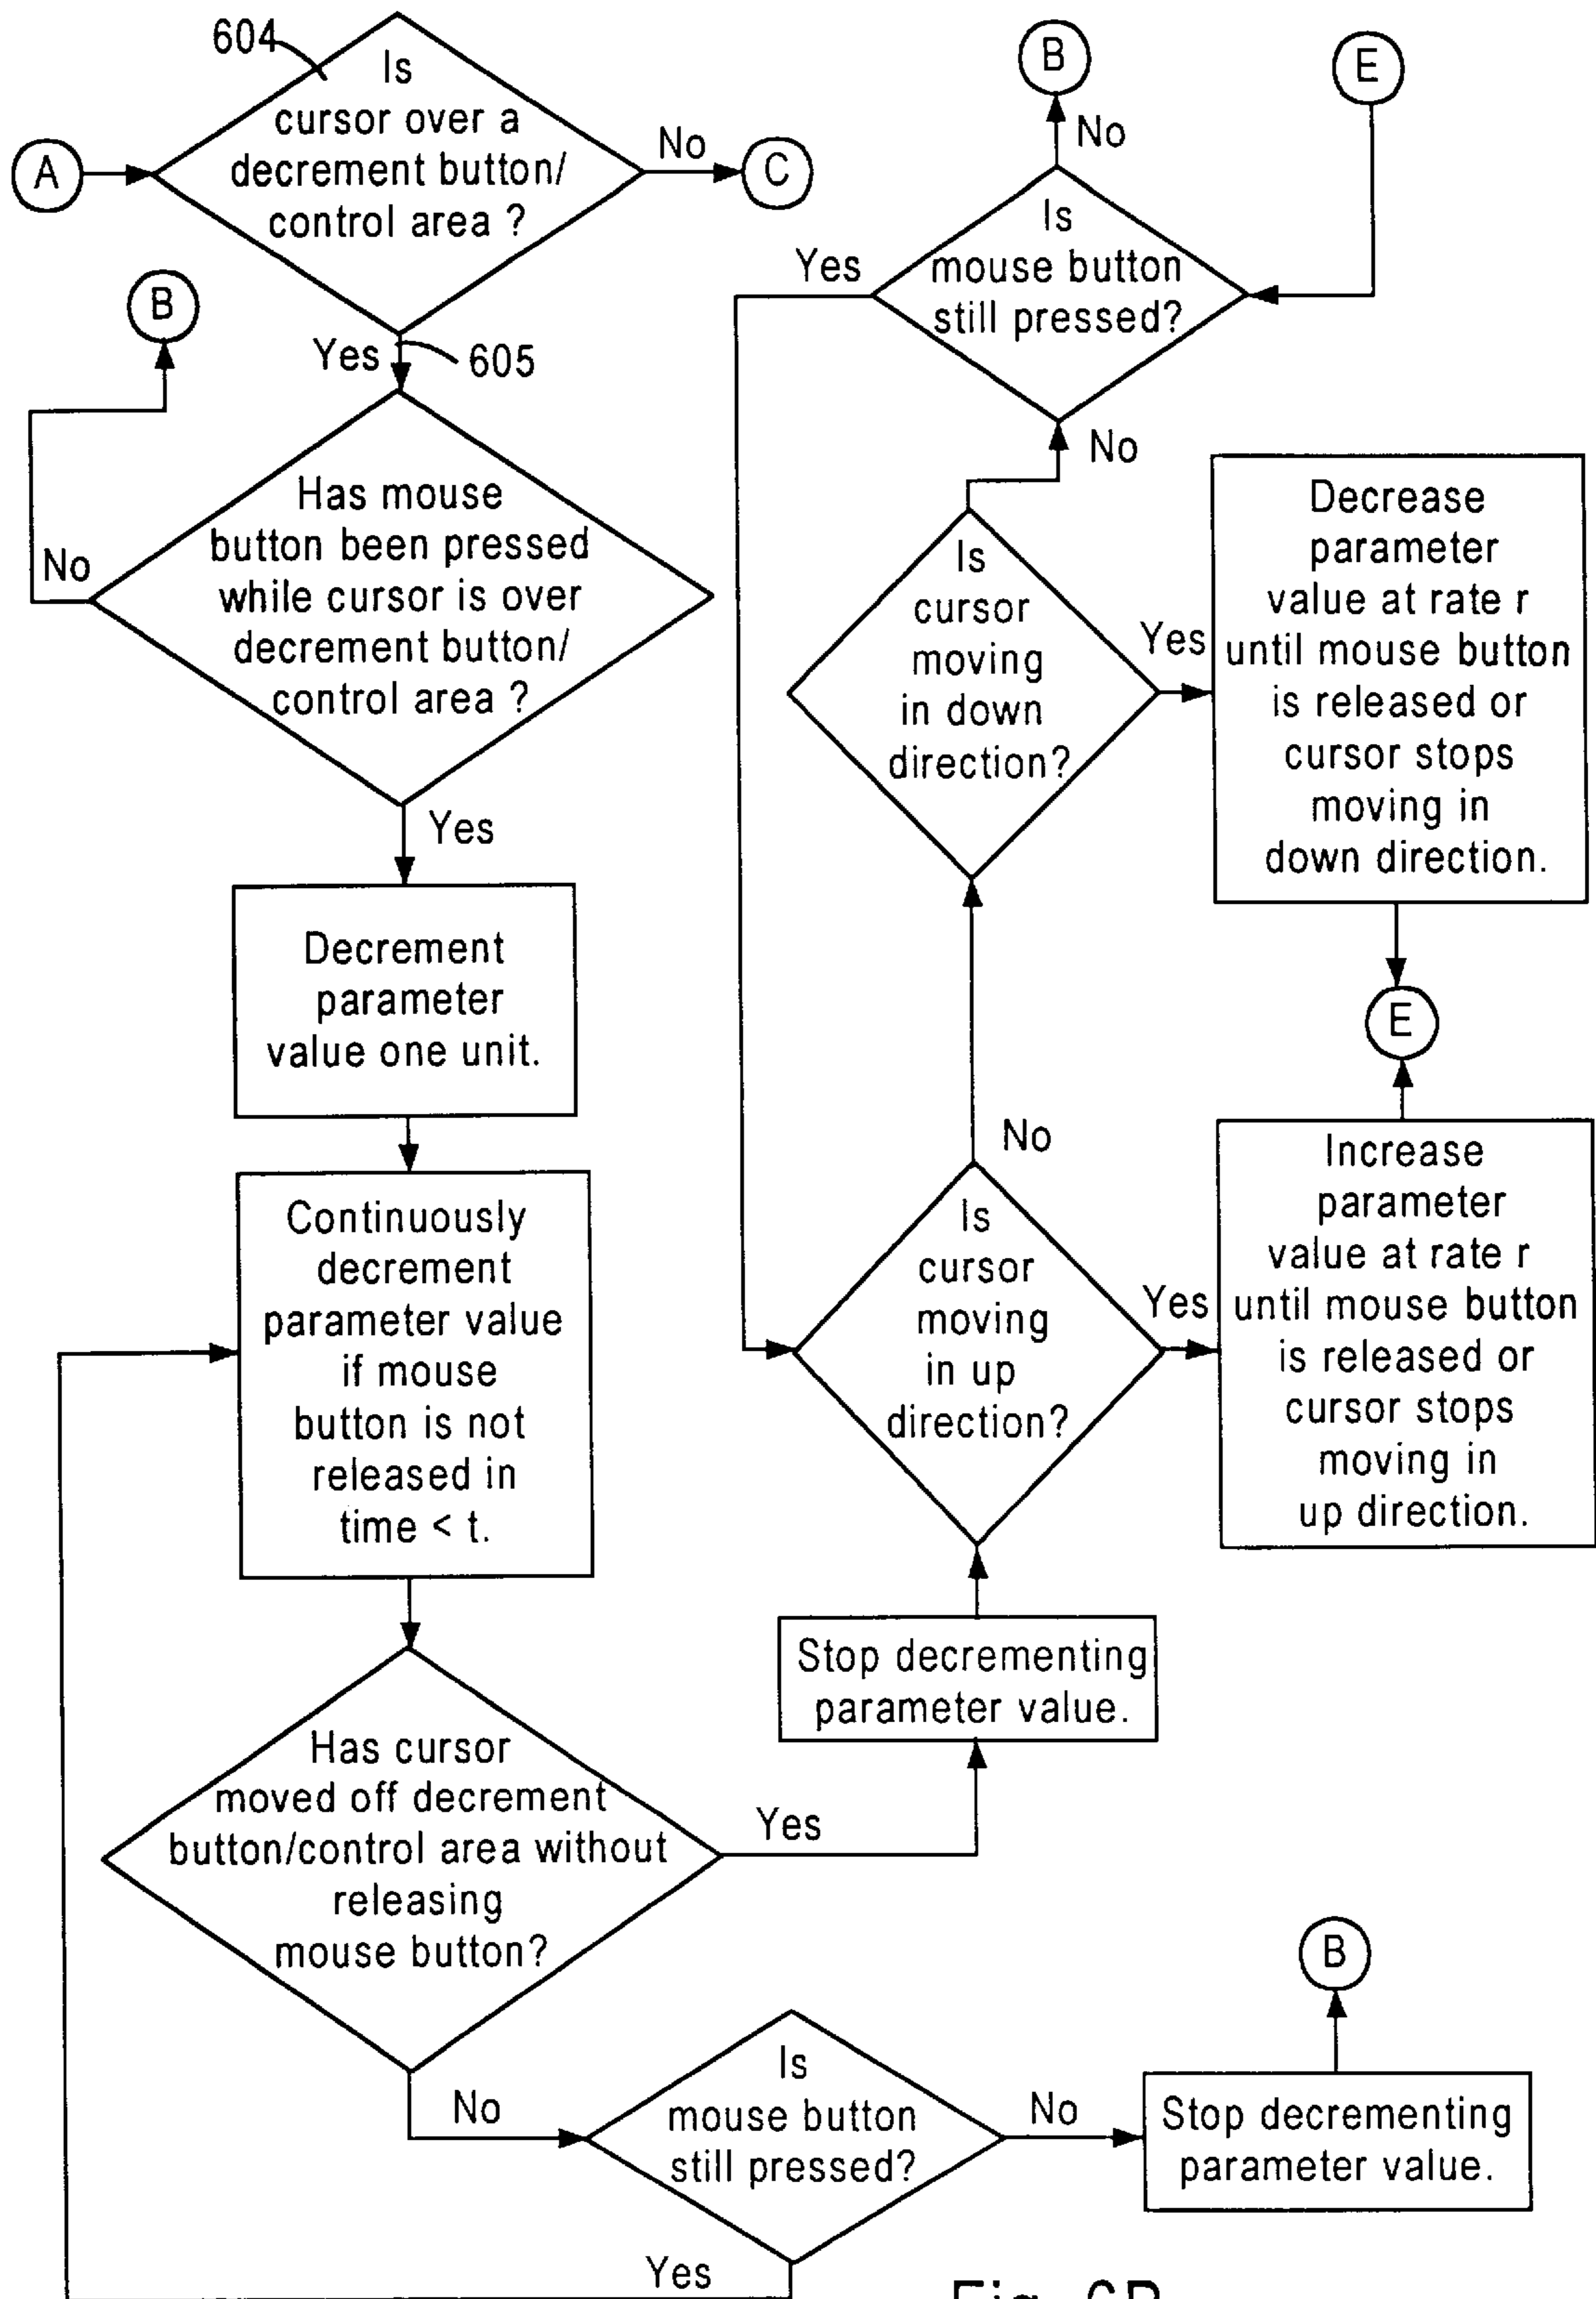 604
Is
cursor over a
decrement button/
control area ?
A
No
C
B
Yes
605
Has mouse
button been pressed
while cursor is over
decrement button/
control area ?
No
Yes
Decrement
parameter
value one unit.
Continuously
decrement
parameter value
if mouse
button is not
released in
time < t.
Has cursor
moved off decrement
button/control area without
releasing
mouse button?
Yes
No
Is
mouse button
still pressed?
Yes
No
Stop decrementing
parameter value.
B
Stop decrementing
parameter value.
Is
cursor
moving
in up
direction?
Yes
Increase
parameter
value at rate r
until mouse button
is released or
cursor stops
moving in
up direction.
E
No
Is
cursor
moving
in down
direction?
Yes
Decrease
parameter
value at rate r
until mouse button
is released or
cursor stops
moving in
down direction.
No
Is
mouse button
still pressed?
Yes
No
B
E